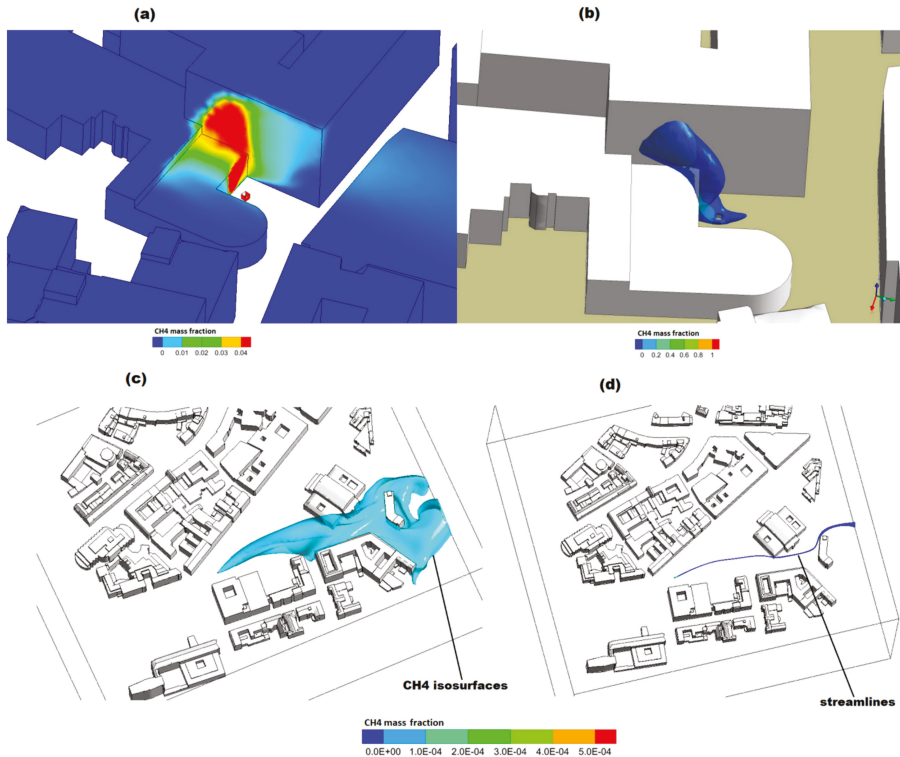 (a)
(b)
CH4 mass fraction
0 0.01 0.02 0.03 0.04
CH4 mass fraction
0 0.2 0.4 0.6 0.8 1
(c)
(d)
CH4 isosurfaces
streamlines
CH4 mass fraction
0.0E+00 1.0E-04 2.0E-04 3.0E-04 4.0E-04 5.0E-04